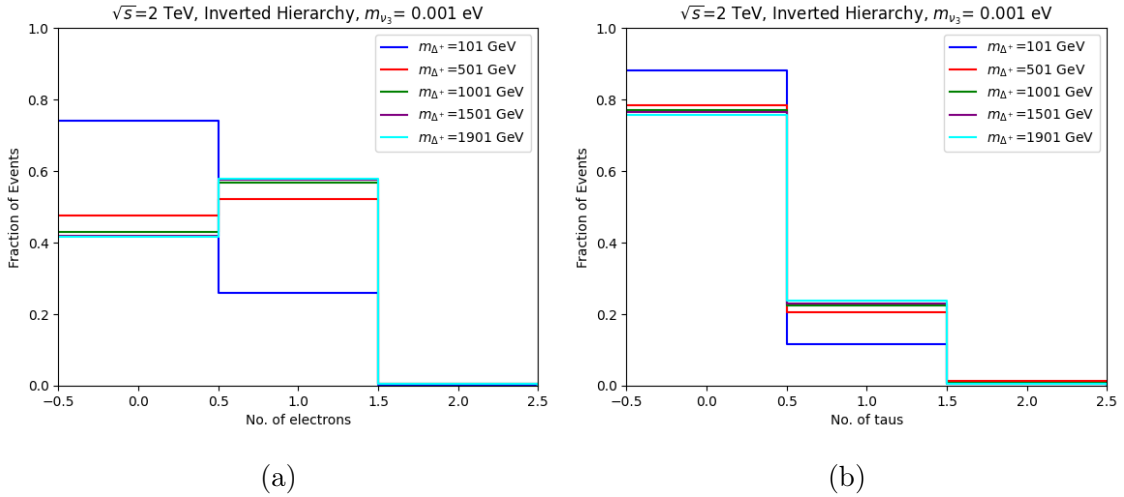 √s=2 TeV, Inverted Hierarchy, m_ν₃= 0.001 eV
1.0
0.8
0.6
0.4
0.2
0.0
Fraction of Events
m_Δ⁺=101 GeV
m_Δ⁺=501 GeV
m_Δ⁺=1001 GeV
m_Δ⁺=1501 GeV
m_Δ⁺=1901 GeV
−0.5 0.0 0.5 1.0 1.5 2.0 2.5
No. of electrons
(a)
√s=2 TeV, Inverted Hierarchy, m_ν₃= 0.001 eV
1.0
0.8
0.6
0.4
0.2
0.0
Fraction of Events
m_Δ⁺=101 GeV
m_Δ⁺=501 GeV
m_Δ⁺=1001 GeV
m_Δ⁺=1501 GeV
m_Δ⁺=1901 GeV
−0.5 0.0 0.5 1.0 1.5 2.0 2.5
No. of taus
(b)